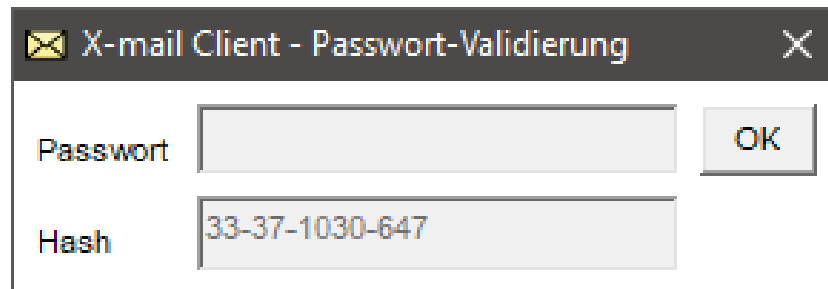 X-mail Client - Passwort-Validierung
Passwort OK
Hash 33-37-1030-647